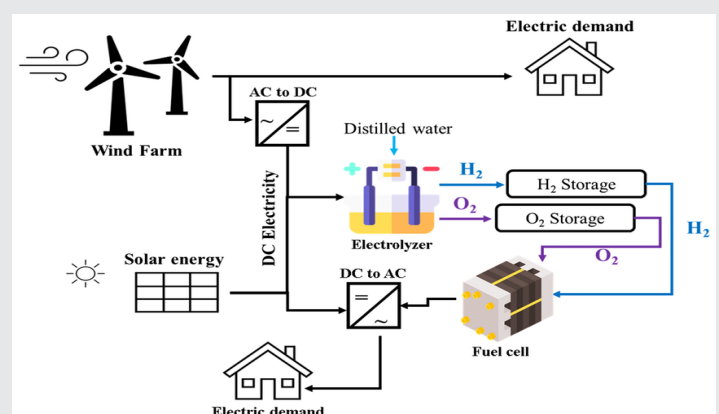 Electric demand
AC to DC
~
=
Wind Farm
Distilled water
+
−
H₂
H₂ Storage
O₂
O₂ Storage
H₂
O₂
Electrolyzer
DC Electricity
Solar energy
DC to AC
=
~
Fuel cell
Electric demand